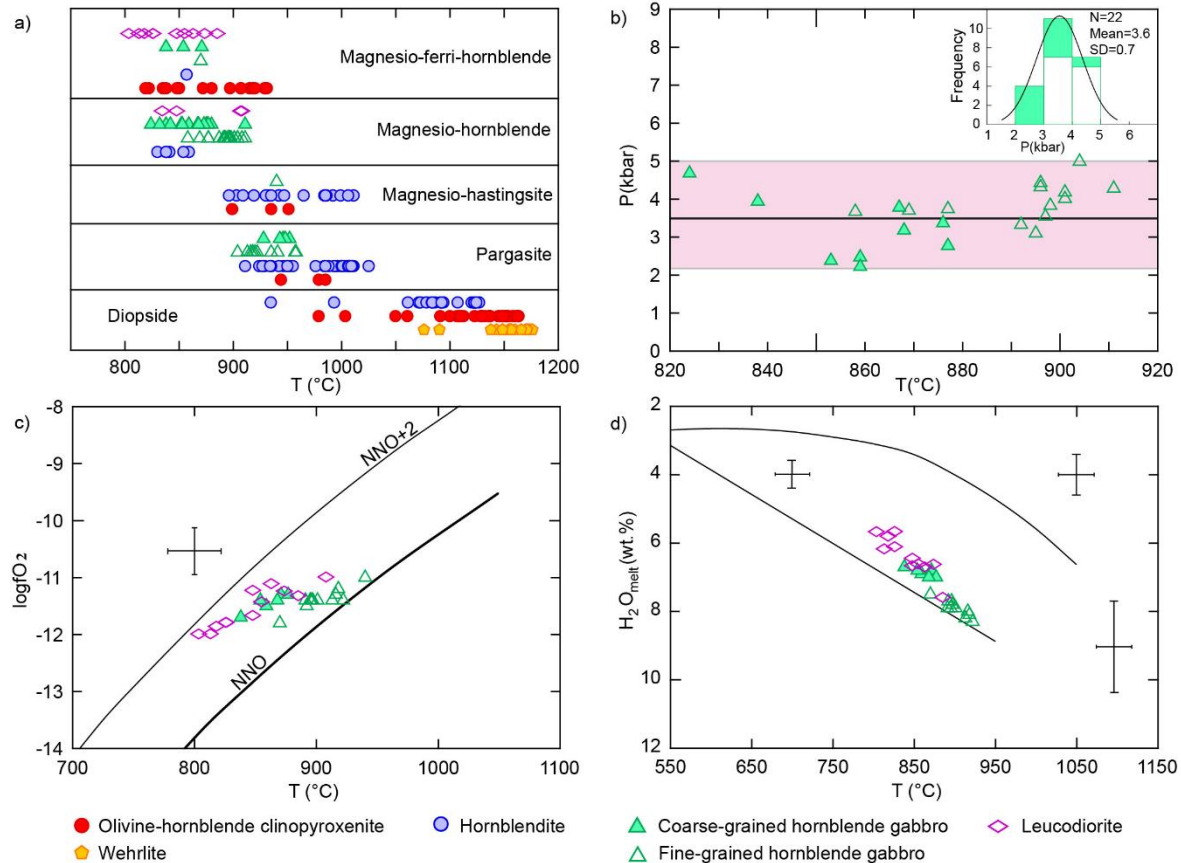 a)
Magnesio-ferri-hornblende
Magnesio-hornblende
Magnesio-hastingsite
Pargasite
Diopside
800 900 1000 1100 1200
T (°C)
b)
P(kbar)
9
8
7
6
5
4
3
2
1
0
820 840 860 880 900 920
T(°C)
N=22
Mean=3.6
SD=0.7
Frequency
10
8
6
4
2
0
1 2 3 4 5 6
P(kbar)
c)
logfO2
-8
-9
-10
-11
-12
-13
-14
NNO+2
NNO
700 800 900 1000 1100
T (°C)
d)
H2Omelt(wt.%)
2
4
6
8
10
12
550 650 750 850 950 1050 1150
T (°C)
Olivine-hornblende clinopyroxenite
Hornblendite
Coarse-grained hornblende gabbro
Leucodiorite
Wehrlite
Fine-grained hornblende gabbro